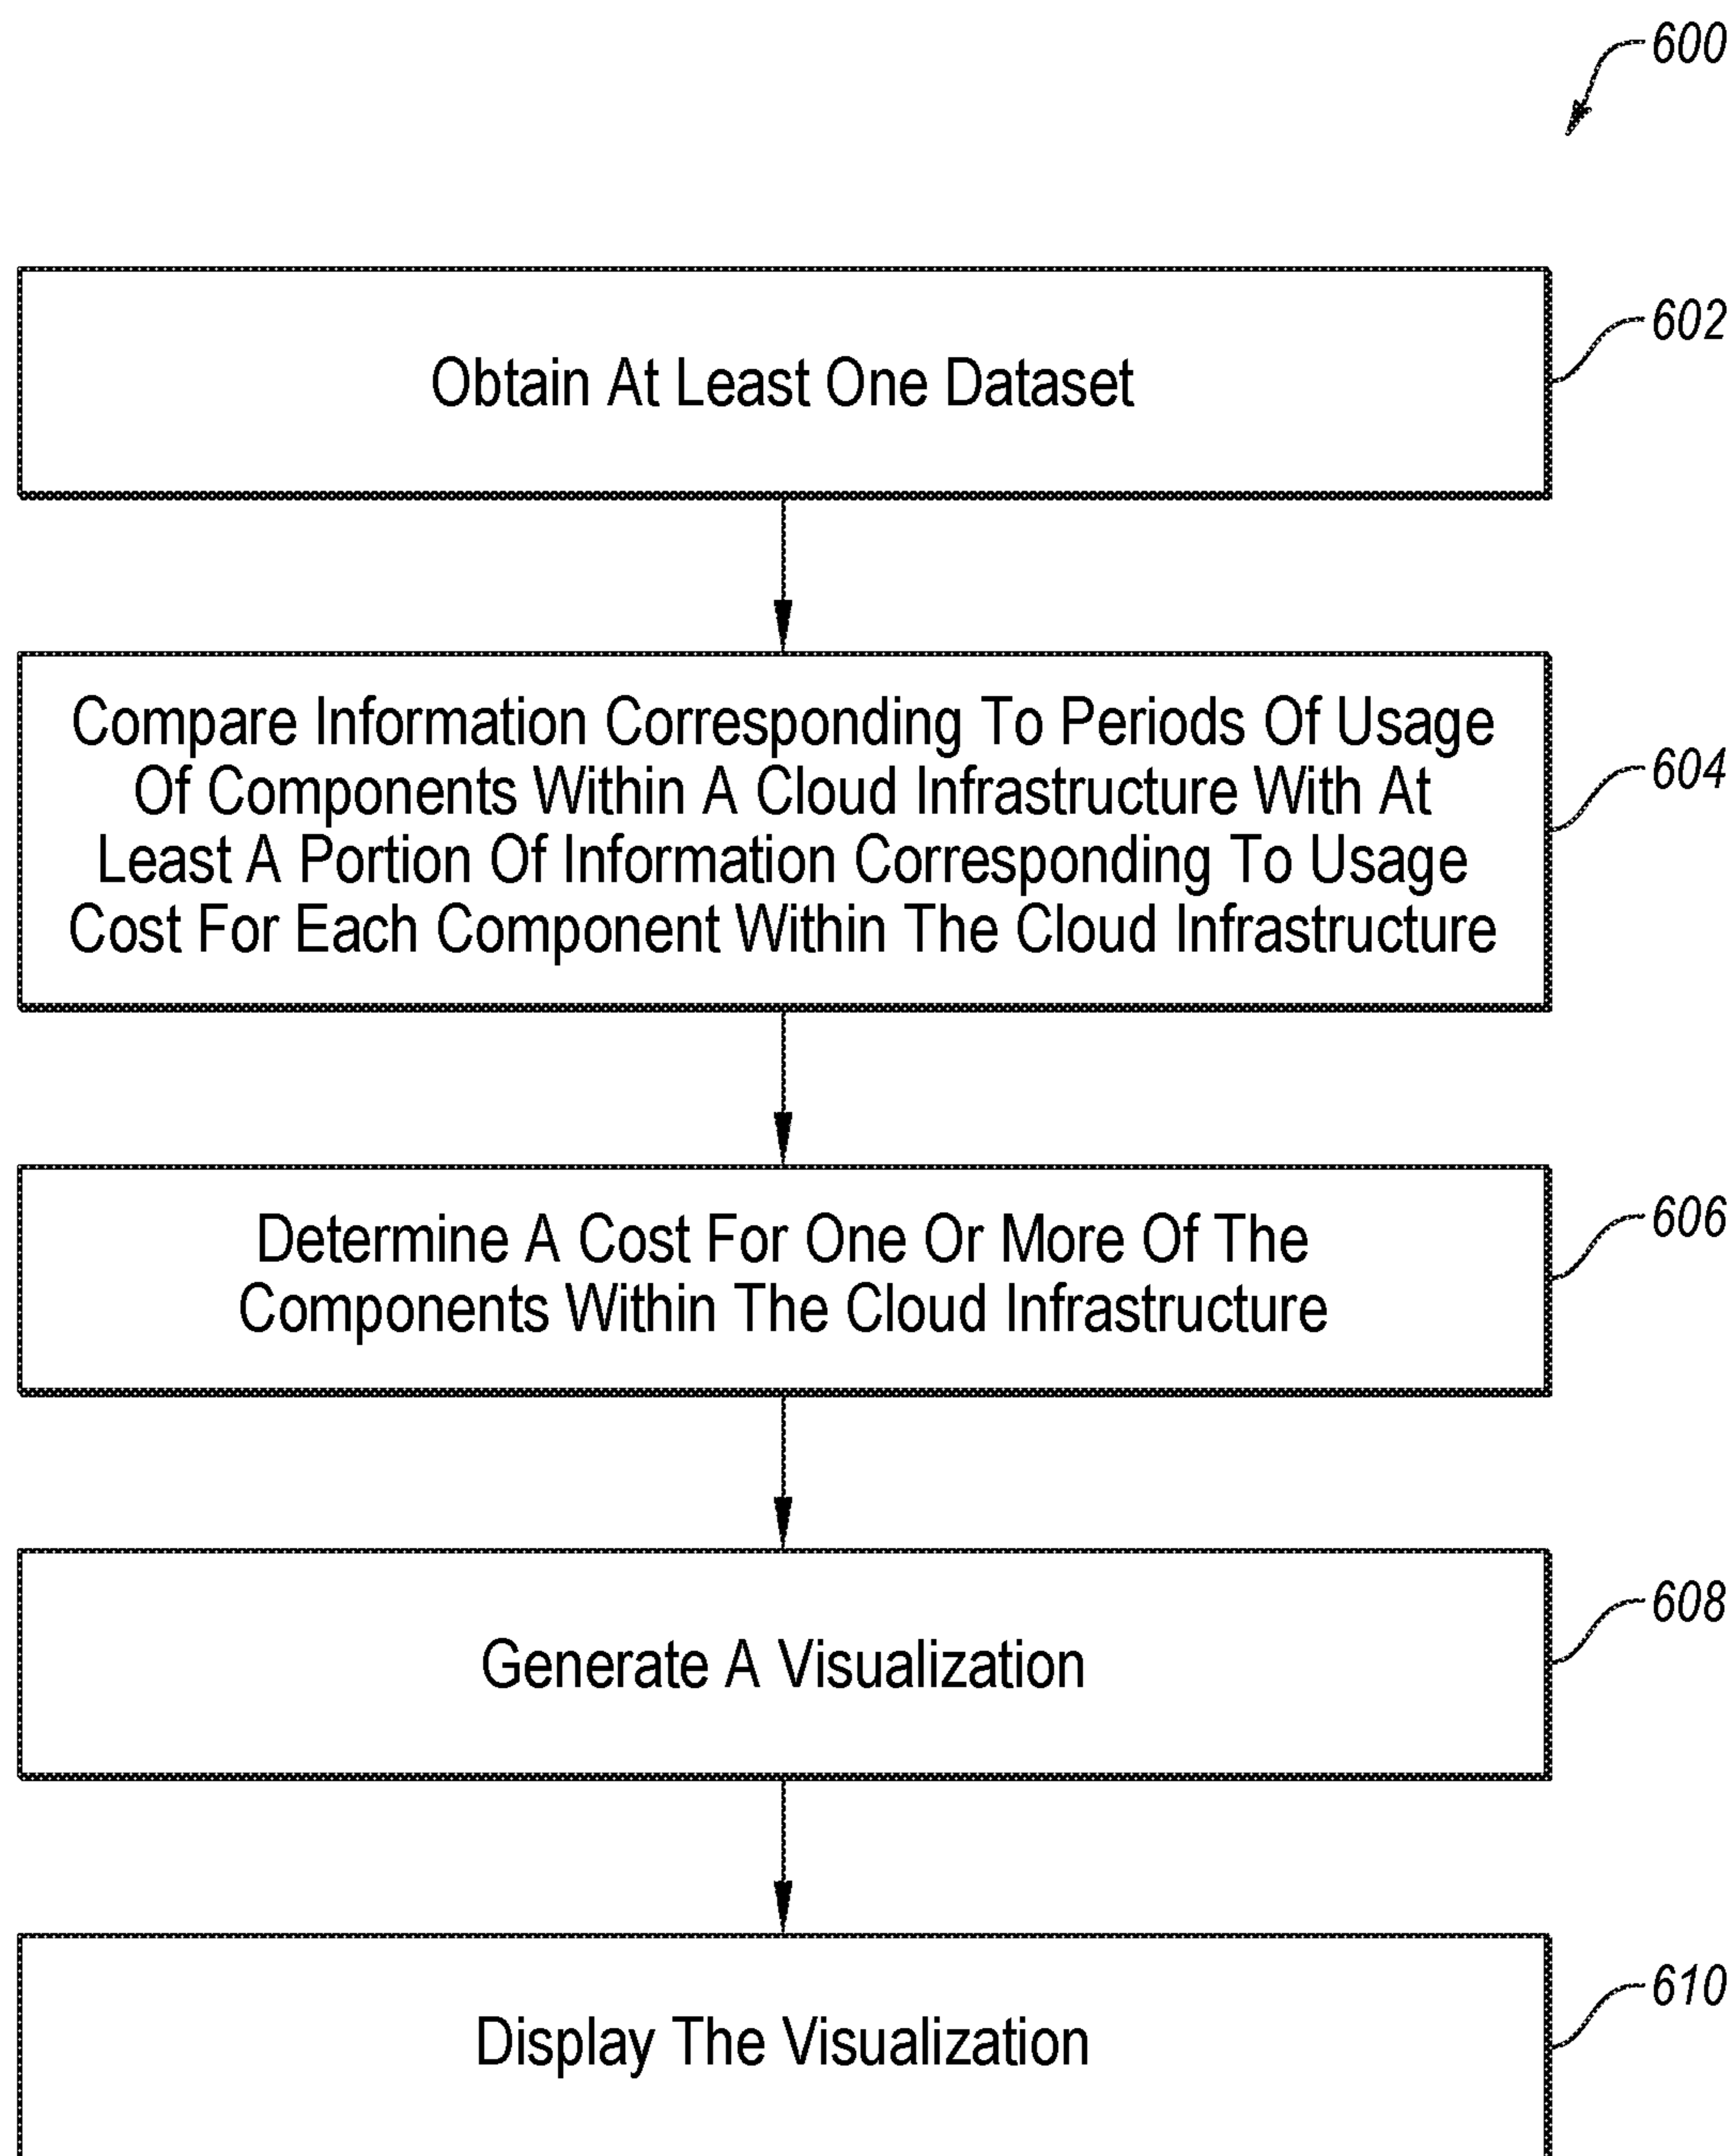 600
Obtain At Least One Dataset
602
Compare Information Corresponding To Periods Of Usage
Of Components Within A Cloud Infrastructure With At
Least A Portion Of Information Corresponding To Usage
Cost For Each Component Within The Cloud Infrastructure
604
Determine A Cost For One Or More Of The
Components Within The Cloud Infrastructure
606
Generate A Visualization
608
Display The Visualization
610